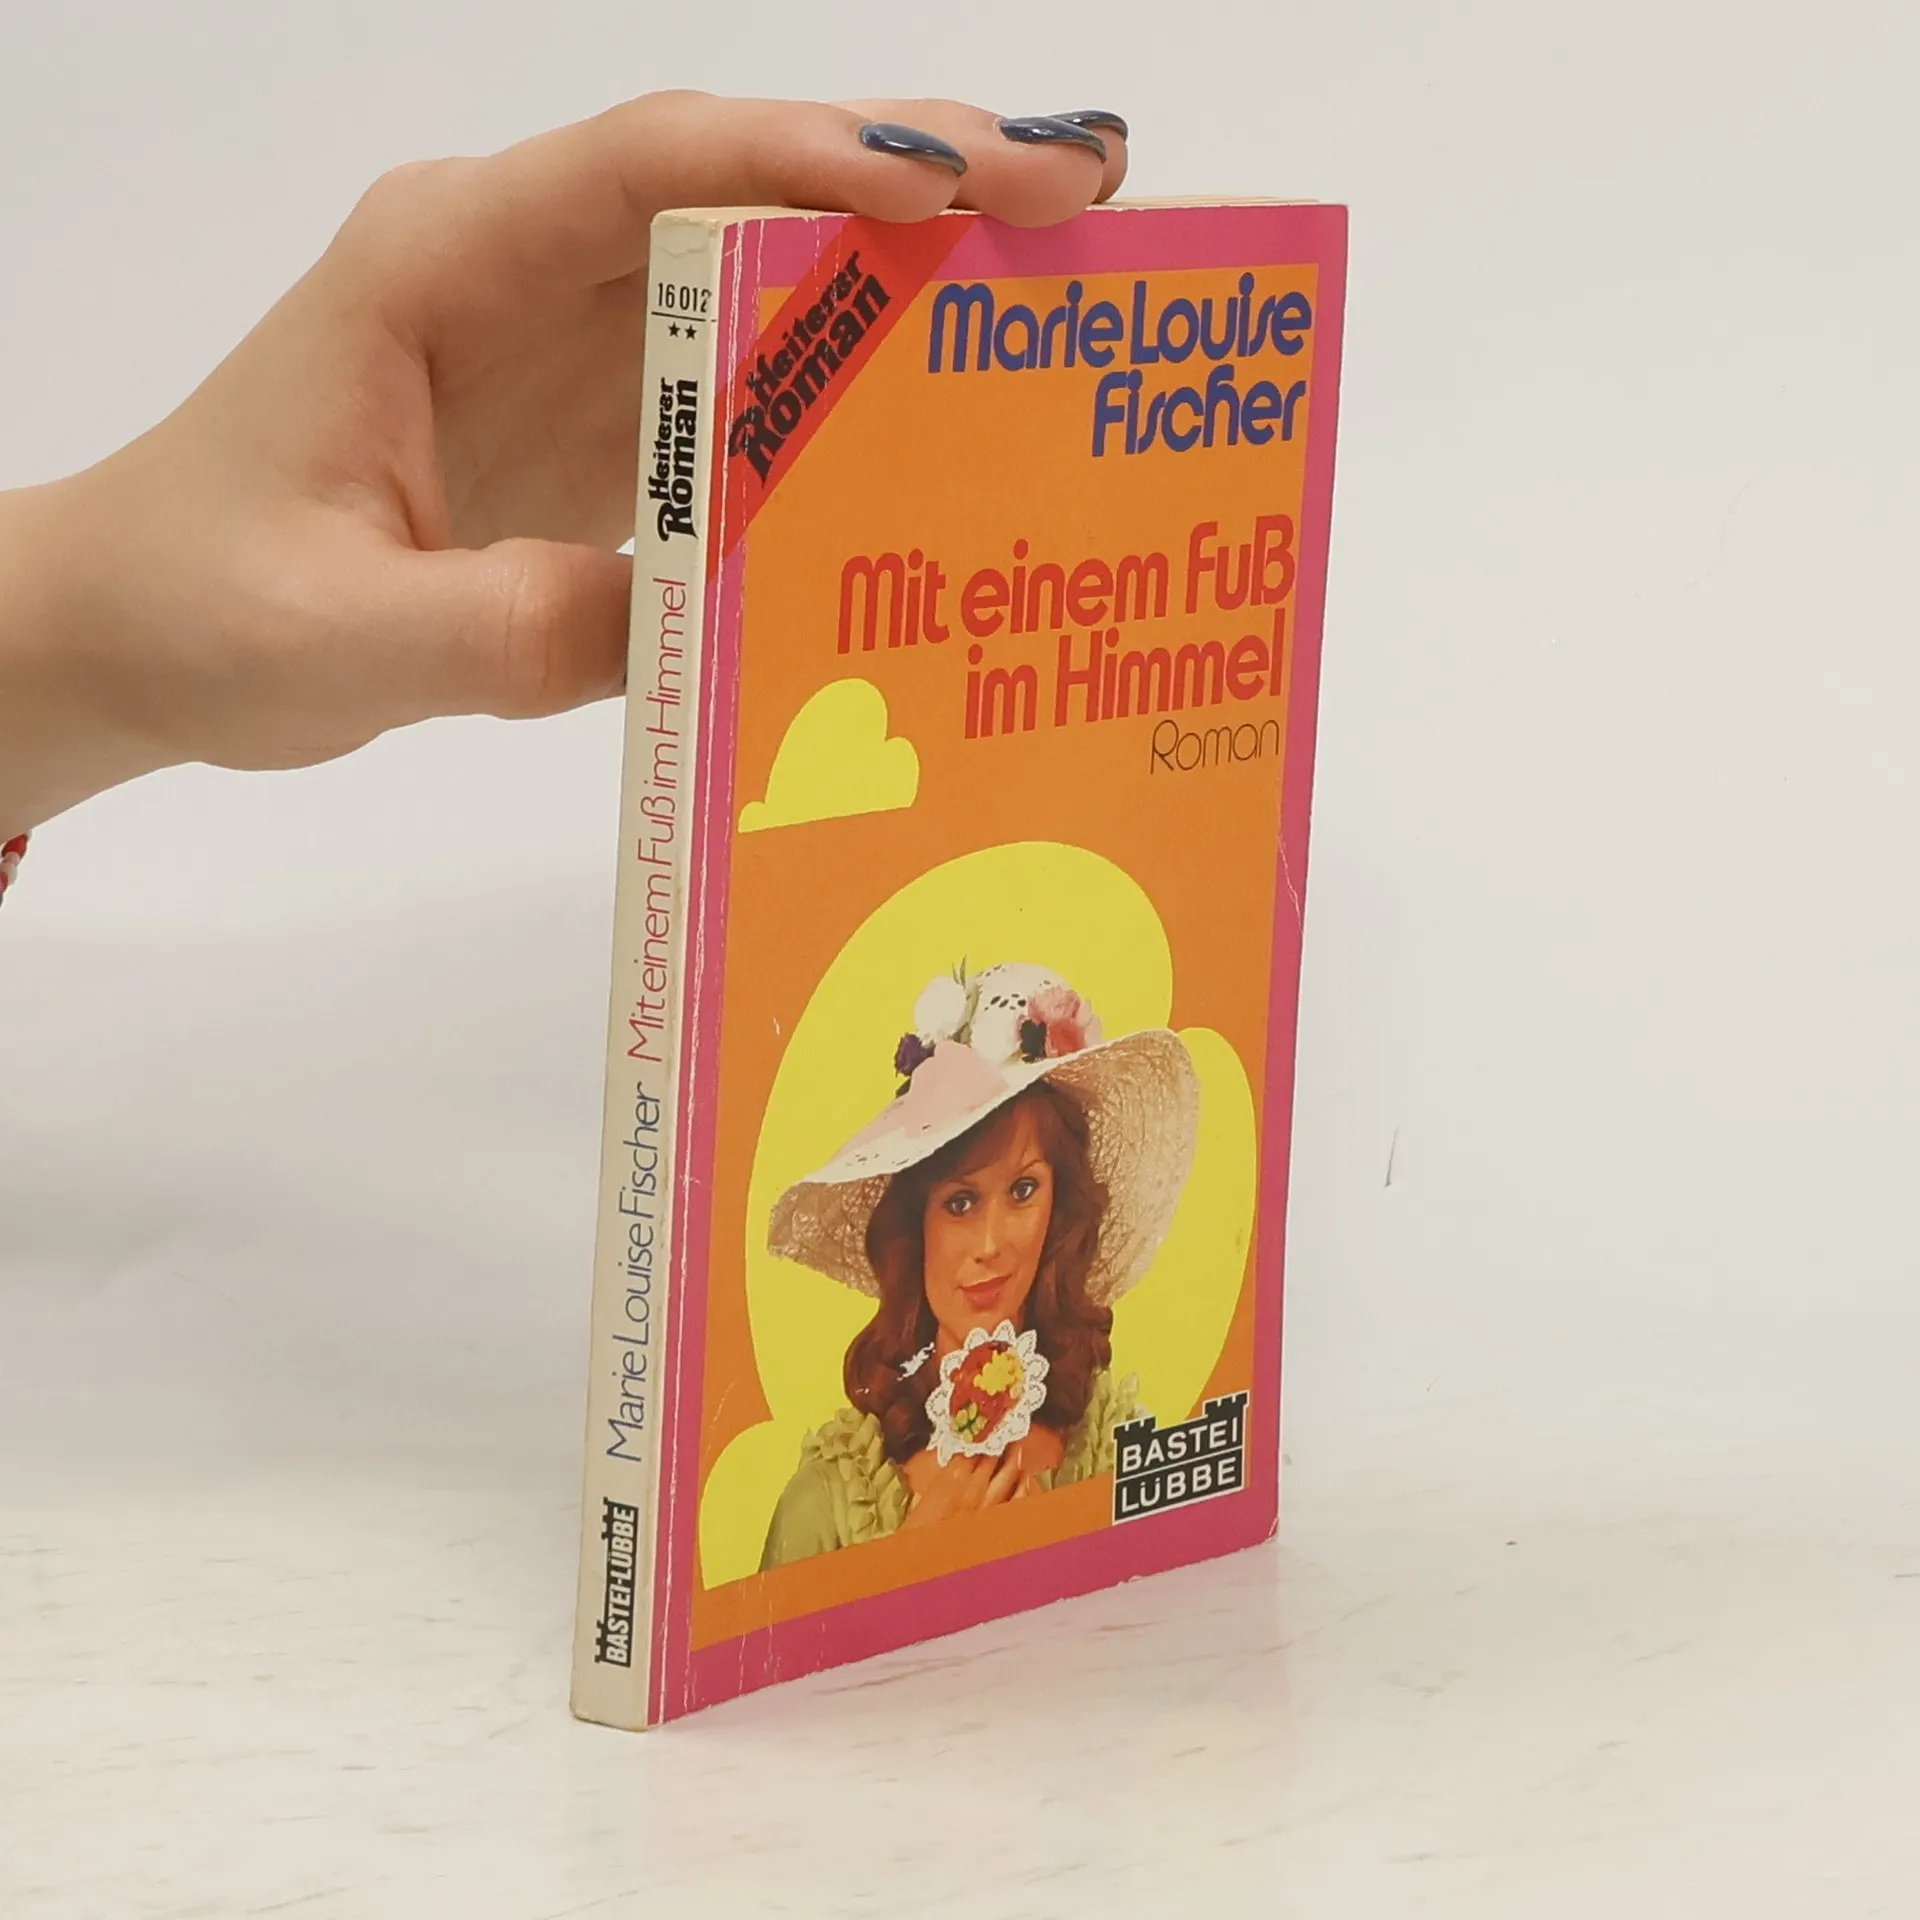 16 012
★★
Heiterer
Roman
Mit einem Fuß im Himmel
Marie Louise Fischer
BASTEI-LÜBBE
Heiterer
Roman
Marie Louise
Fischer
Mit einem Fuß
im Himmel
Roman
BASTEI
LÜBBE